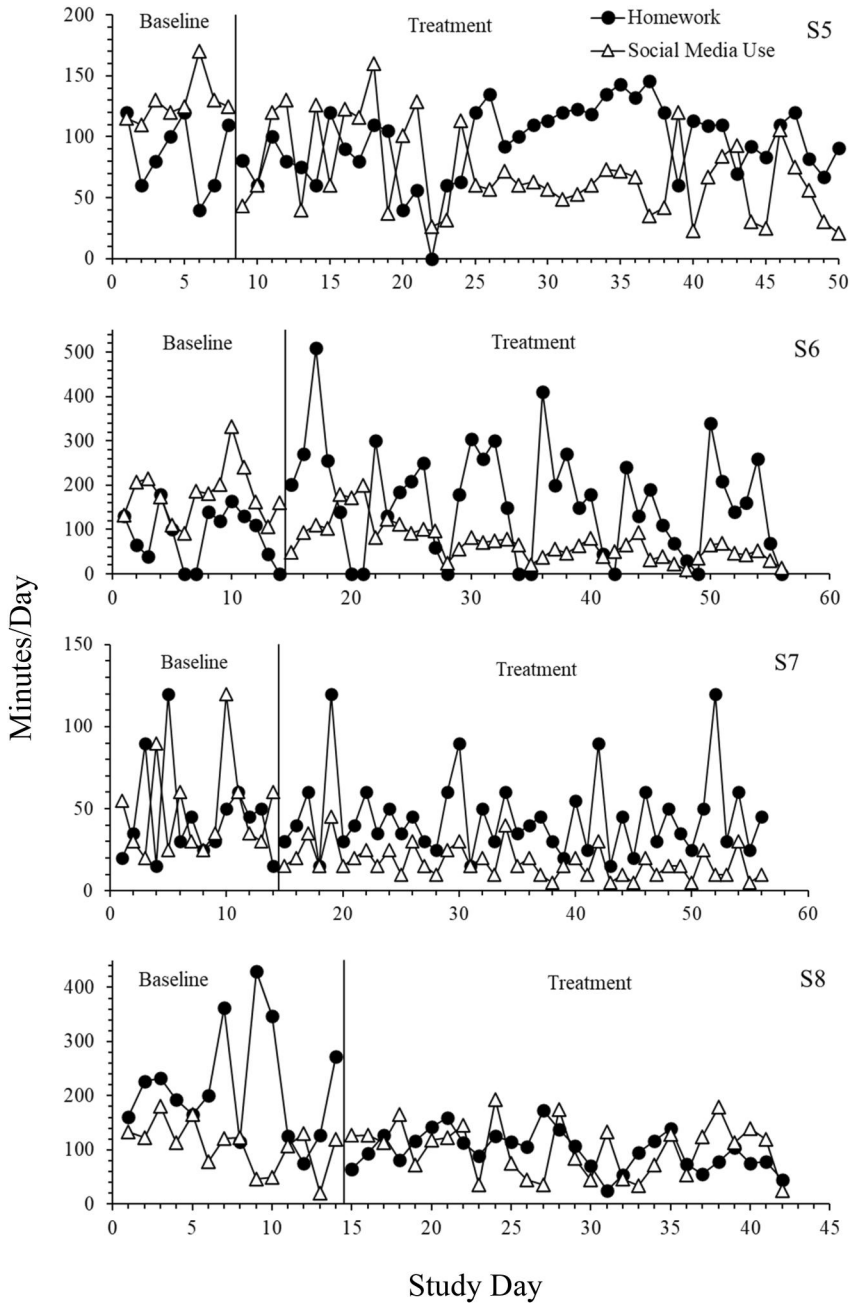 Baseline
Treatment
Homework
Social Media Use
S5
200
150
100
50
0
0 5 10 15 20 25 30 35 40 45 50
Baseline
Treatment
S6
500
400
300
200
100
0
0 10 20 30 40 50 60
Minutes/Day
Baseline
Treatment
S7
150
100
50
0
0 10 20 30 40 50 60
Baseline
Treatment
S8
400
300
200
100
0
0 5 10 15 20 25 30 35 40 45
Study Day